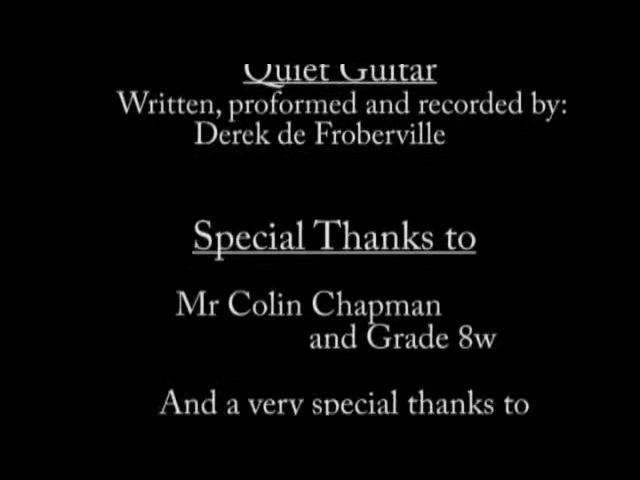 Quiet Guitar
Written, proformed and recorded by:
Derek de Froberville
Special Thanks to
Mr Colin Chapman
and Grade 8w
And a very special thanks to